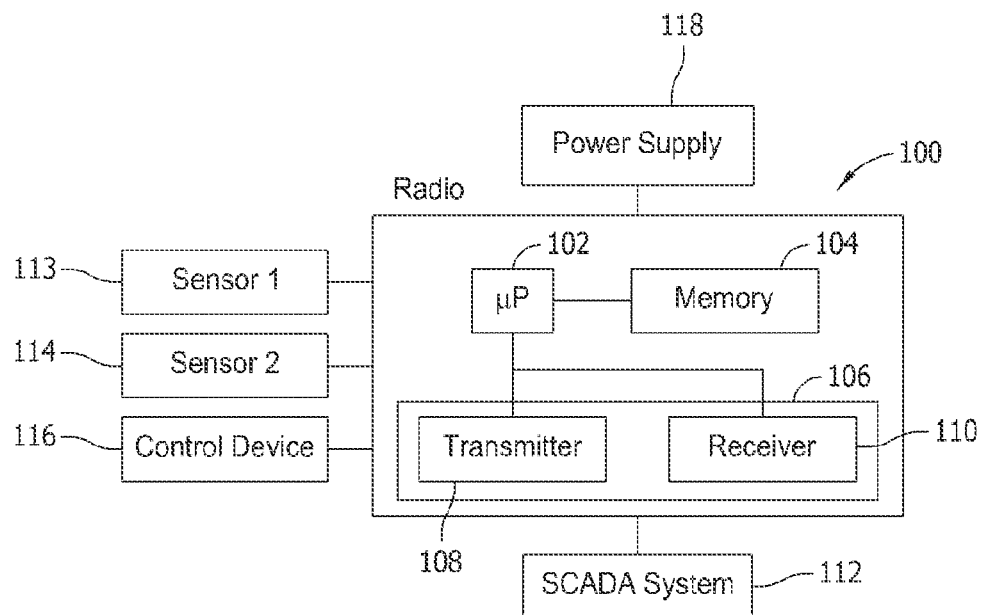 118
Power Supply
100
Radio
102
104
113
Sensor 1
μP
Memory
114
Sensor 2
106
116
Control Device
Transmitter
Receiver
110
108
SCADA System
112